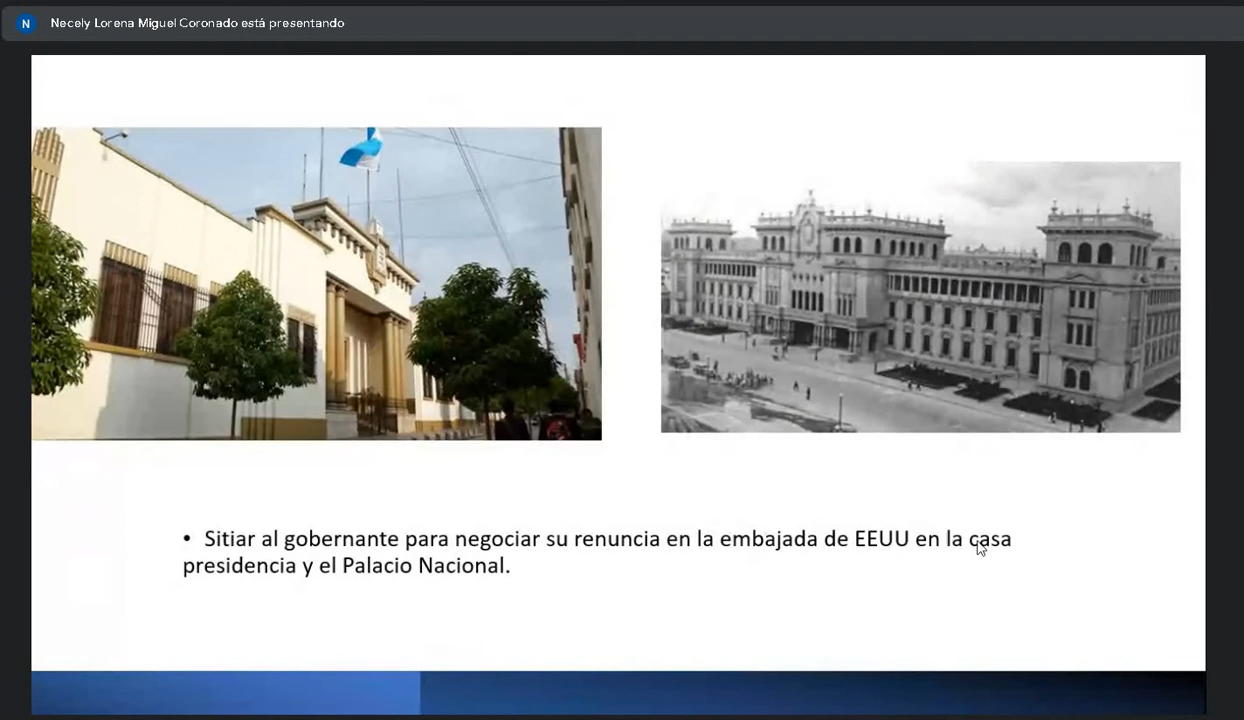 N Necely Lorena Miguel Coronado está presentando
• Sitiar al gobernante para negociar su renuncia en la embajada de EEUU en la casa
presidencia y el Palacio Nacional.